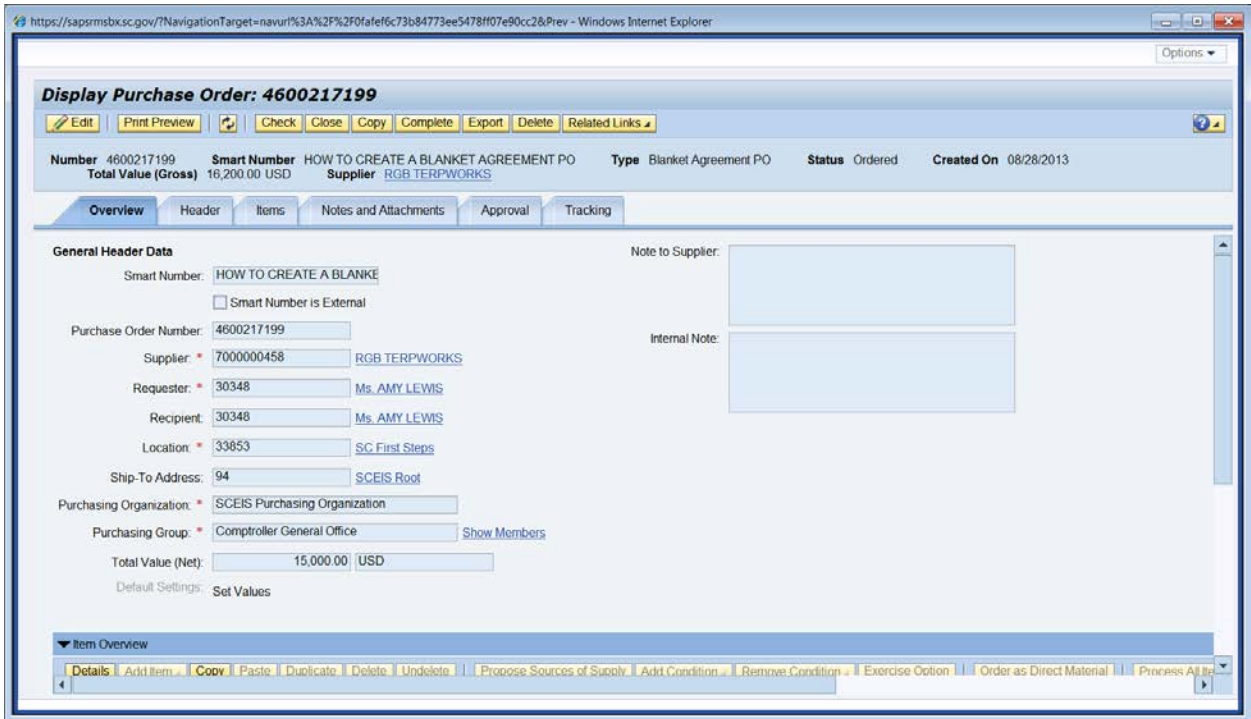 https://sapsrmsbx.sc.gov/?NavigationTarget=navurl%3A%2F%2F0fafef6c73b84773ee5478ff07e90cc2&Prev - Windows Internet Explorer
Options
Display Purchase Order: 4600217199
Edit Print Preview Check Close Copy Complete Export Delete Related Links
Number 4600217199 Smart Number HOW TO CREATE A BLANKET AGREEMENT PO Type Blanket Agreement PO Status Ordered Created On 08/28/2013
Total Value (Gross) 16,200.00 USD Supplier RGB TERPWORKS
Overview Header Items Notes and Attachments Approval Tracking
General Header Data Note to Supplier:
Smart Number: HOW TO CREATE A BLANKE
Smart Number is External
Purchase Order Number: 4600217199
Internal Note:
Supplier: * 7000000458 RGB TERPWORKS
Requester: * 30348 Ms. AMY LEWIS
Recipient: 30348 Ms. AMY LEWIS
Location: * 33853 SC First Steps
Ship-To Address: 94 SCEIS Root
Purchasing Organization: * SCEIS Purchasing Organization
Purchasing Group: * Comptroller General Office Show Members
Total Value (Net): 15,000.00 USD
Default Settings: Set Values
Item Overview
Details Add Item Copy Paste Duplicate Delete Undelete Propose Sources of Supply Add Condition Remove Condition Exercise Option Order as Direct Material Process All Ite